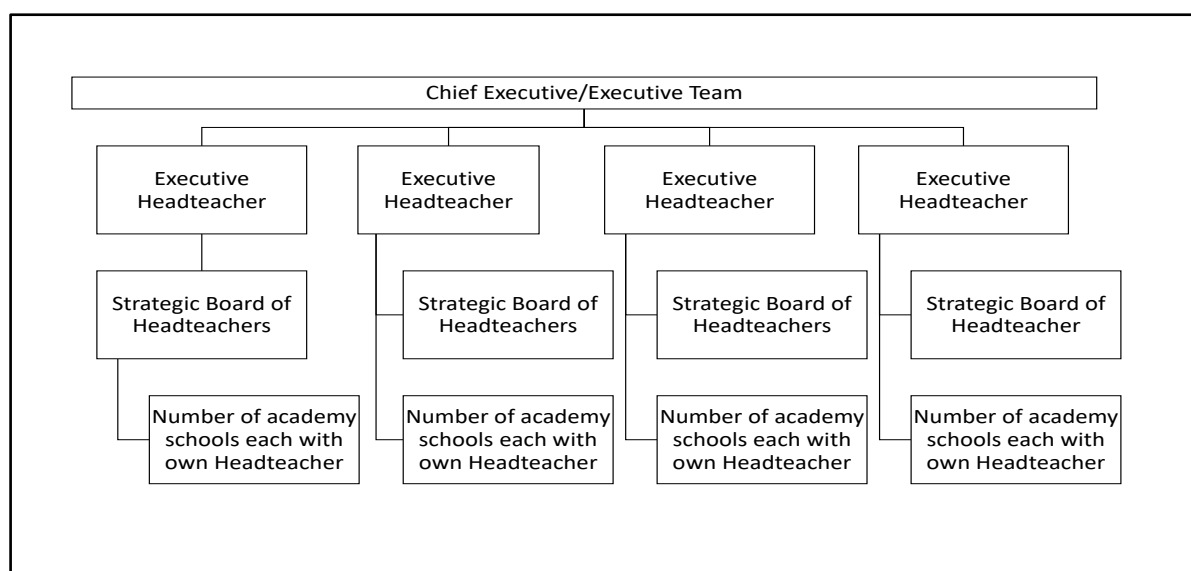 Chief Executive/Executive Team
Executive
Headteacher
Executive
Headteacher
Executive
Headteacher
Executive
Headteacher
Strategic Board of
Headteachers
Strategic Board of
Headteachers
Strategic Board of
Headteachers
Strategic Board of
Headteacher
Number of academy
schools each with
own Headteacher
Number of academy
schools each with
own Headteacher
Number of academy
schools each with
own Headteacher
Number of academy
schools each with
own Headteacher